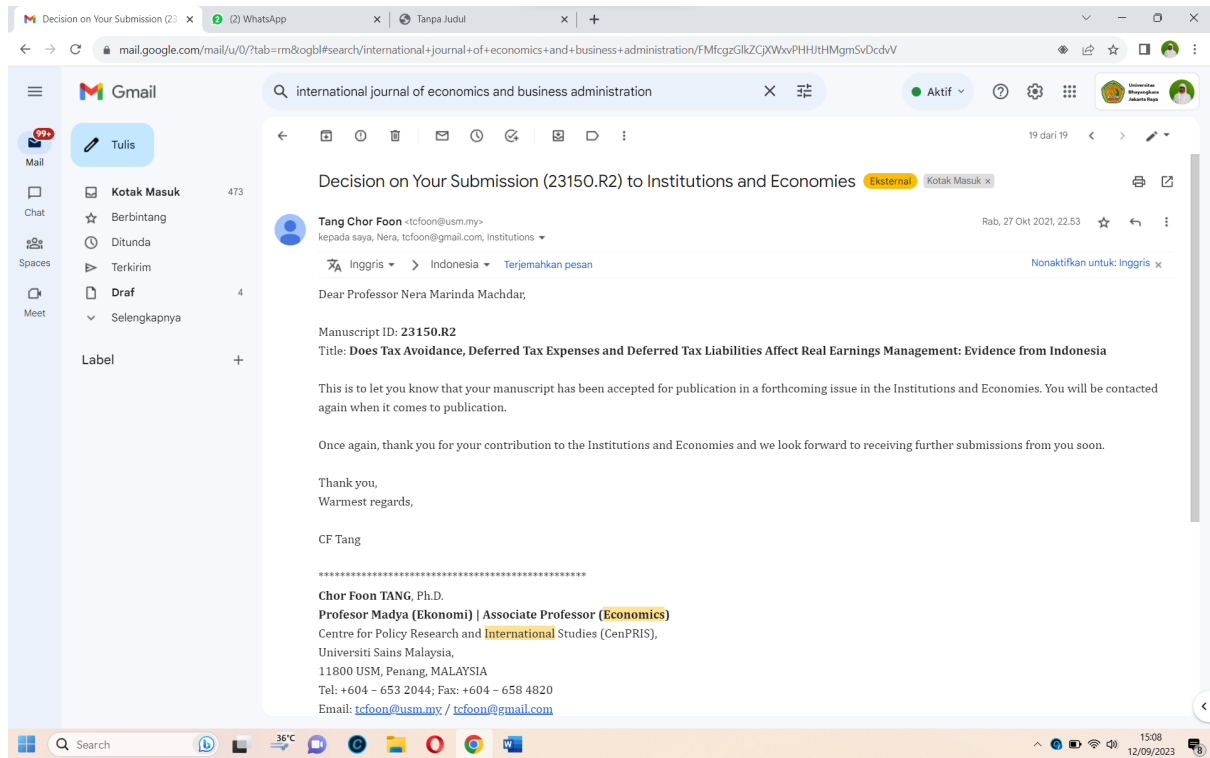 Decision on Your Submission (23
(2) WhatsApp
Tanpa Judul
mail.google.com/mail/u/0/?tab=rm&ogbl#search/international+journal+of+economics+and+business+administration/FMfcgzGlkZCjXWxvPHHJtHMgmSvDcdvV
Gmail
international journal of economics and business administration
Aktif
Universitas
Bhayangkara
Jakarta Raya
99+
Mail
Chat
Spaces
Meet
Tulis
Kotak Masuk 473
Berbintang
Ditunda
Terkirim
Draf 4
Selengkapnya
Label
19 dari 19
Decision on Your Submission (23150.R2) to Institutions and Economies Eksternal Kotak Masuk
Tang Chor Foon <tcfoon@usm.my> Rab, 27 Okt 2021, 22.53
kepada saya, Nera, tcfoon@gmail.com, Institutions
Inggris Indonesia Terjemahkan pesan Nonaktifkan untuk: Inggris
Dear Professor Nera Marinda Machdar,
Manuscript ID: 23150.R2
Title: Does Tax Avoidance, Deferred Tax Expenses and Deferred Tax Liabilities Affect Real Earnings Management: Evidence from Indonesia
This is to let you know that your manuscript has been accepted for publication in a forthcoming issue in the Institutions and Economies. You will be contacted
again when it comes to publication.
Once again, thank you for your contribution to the Institutions and Economies and we look forward to receiving further submissions from you soon.
Thank you,
Warmest regards,
CF Tang
**************************************************
Chor Foon TANG, Ph.D.
Profesor Madya (Ekonomi) | Associate Professor (Economics)
Centre for Policy Research and International Studies (CenPRIS),
Universiti Sains Malaysia,
11800 USM, Penang, MALAYSIA
Tel: +604 – 653 2044; Fax: +604 – 658 4820
Email: tcfoon@usm.my / tcfoon@gmail.com
Search
36°C
15:08
12/09/2023
8